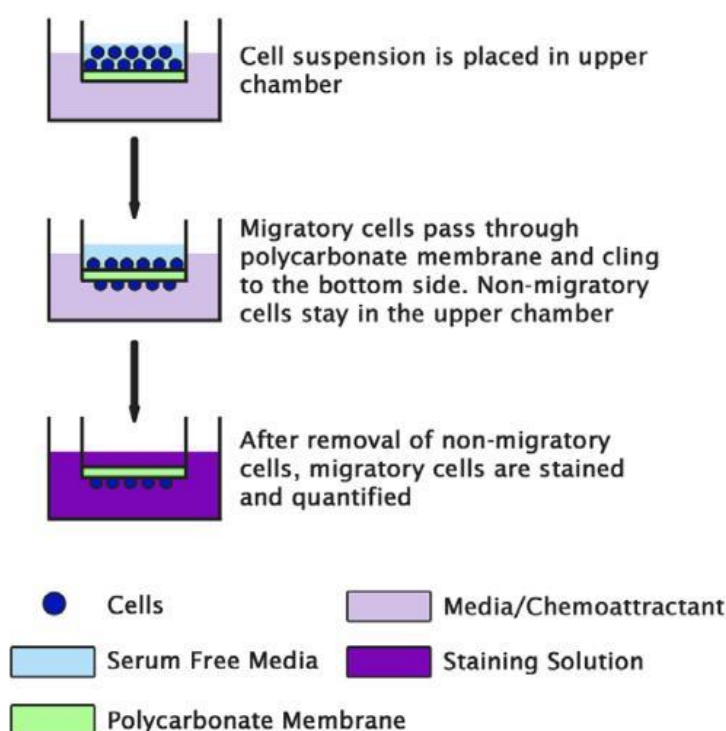 Cell suspension is placed in upper
chamber
Migratory cells pass through
polycarbonate membrane and cling
to the bottom side. Non-migratory
cells stay in the upper chamber
After removal of non-migratory
cells, migratory cells are stained
and quantified
Cells
Media/Chemoattractant
Serum Free Media
Staining Solution
Polycarbonate Membrane